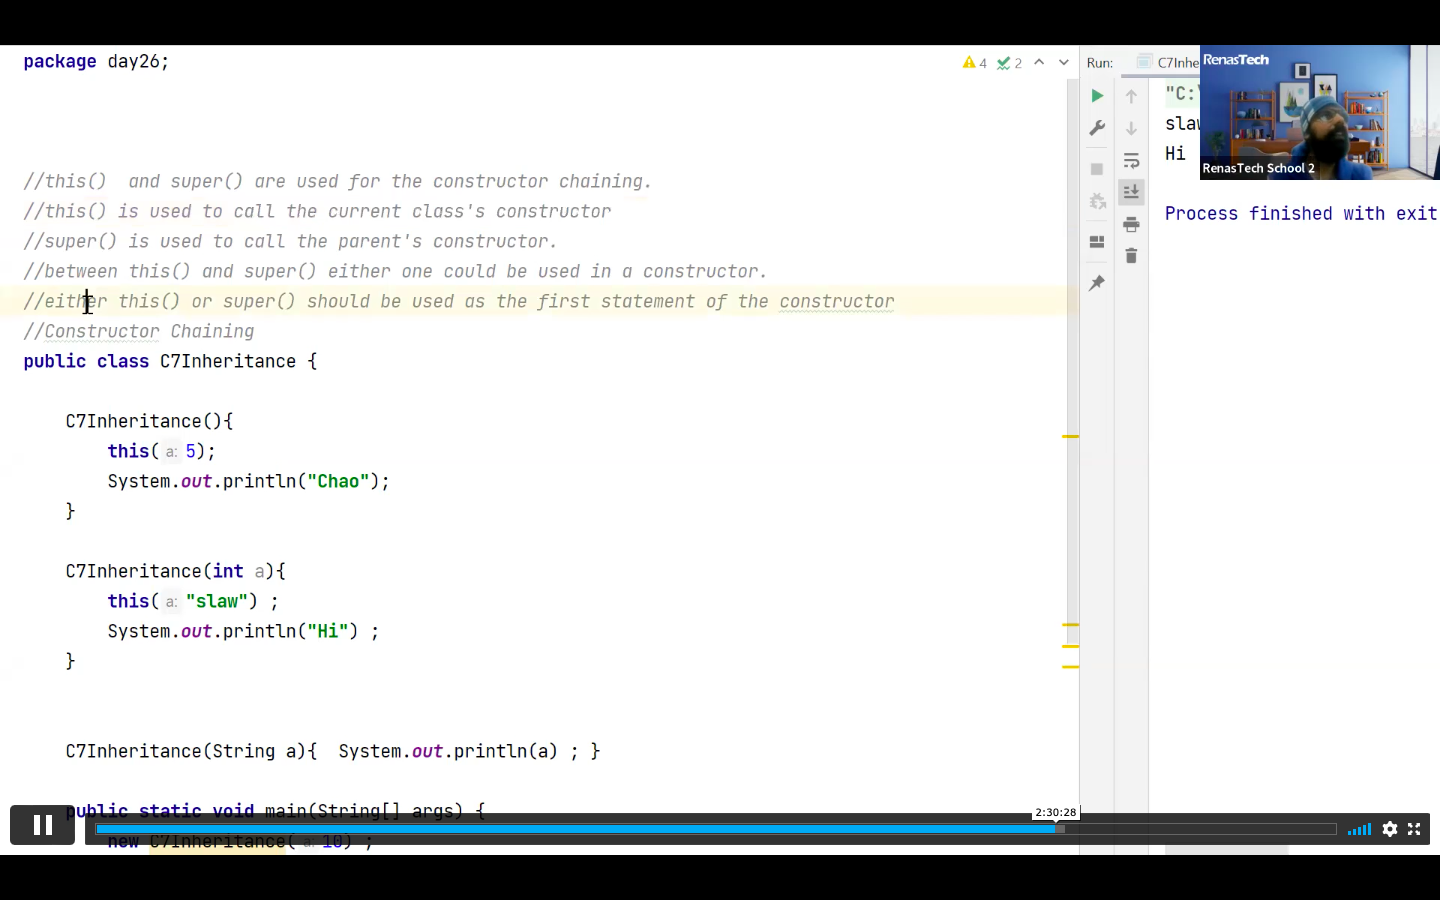 package day26;
4 2
Run: C7Inhe
RenasTech
"C:\
slaw
Hi
RenasTech School 2
Process finished with exit
//this()  and super() are used for the constructor chaining.
//this() is used to call the current class's constructor
//super() is used to call the parent's constructor.
//between this() and super() either one could be used in a constructor.
//either this() or super() should be used as the first statement of the constructor
//Constructor Chaining
public class C7Inheritance {
C7Inheritance(){
this( a: 5);
System.out.println("Chao");
}
C7Inheritance(int a){
this( a: "slaw") ;
System.out.println("Hi") ;
}
C7Inheritance(String a){  System.out.println(a) ; }
public static void main(String[] args) {
2:30:28
new C7Inheritance( a: 10) ;